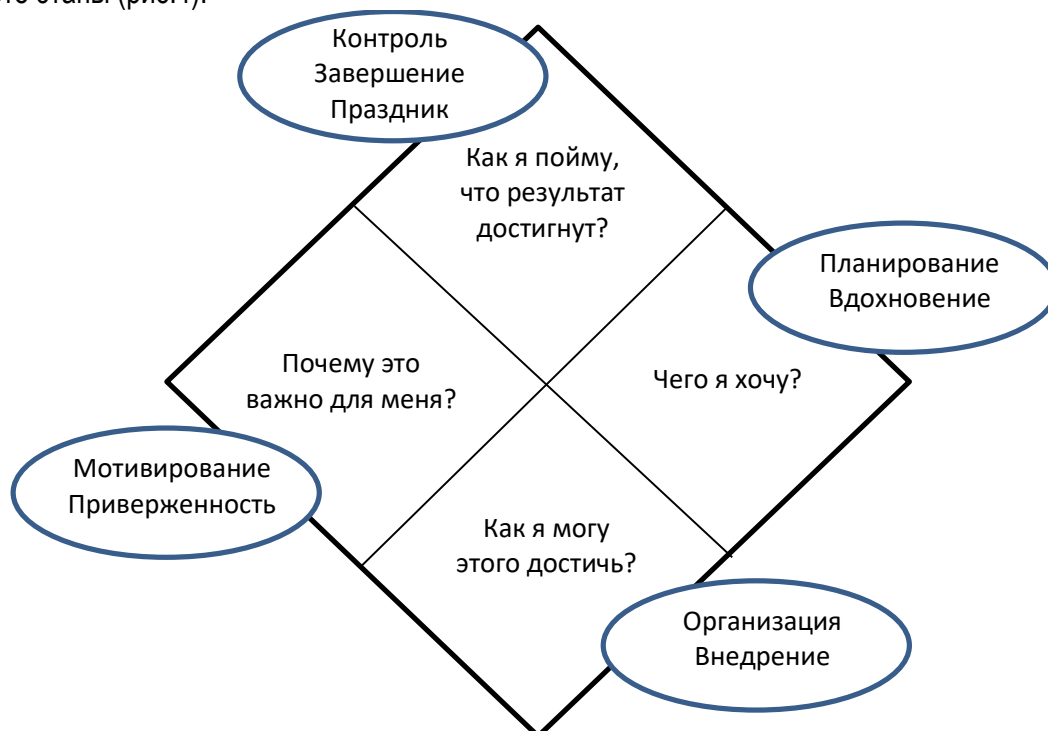 Контроль
Завершение
Праздник
Как я пойму,
что результат
достигнут?
Планирование
Вдохновение
Почему это
важно для меня?
Чего я хочу?
Мотивирование
Приверженность
Как я могу
этого достичь?
Организация
Внедрение